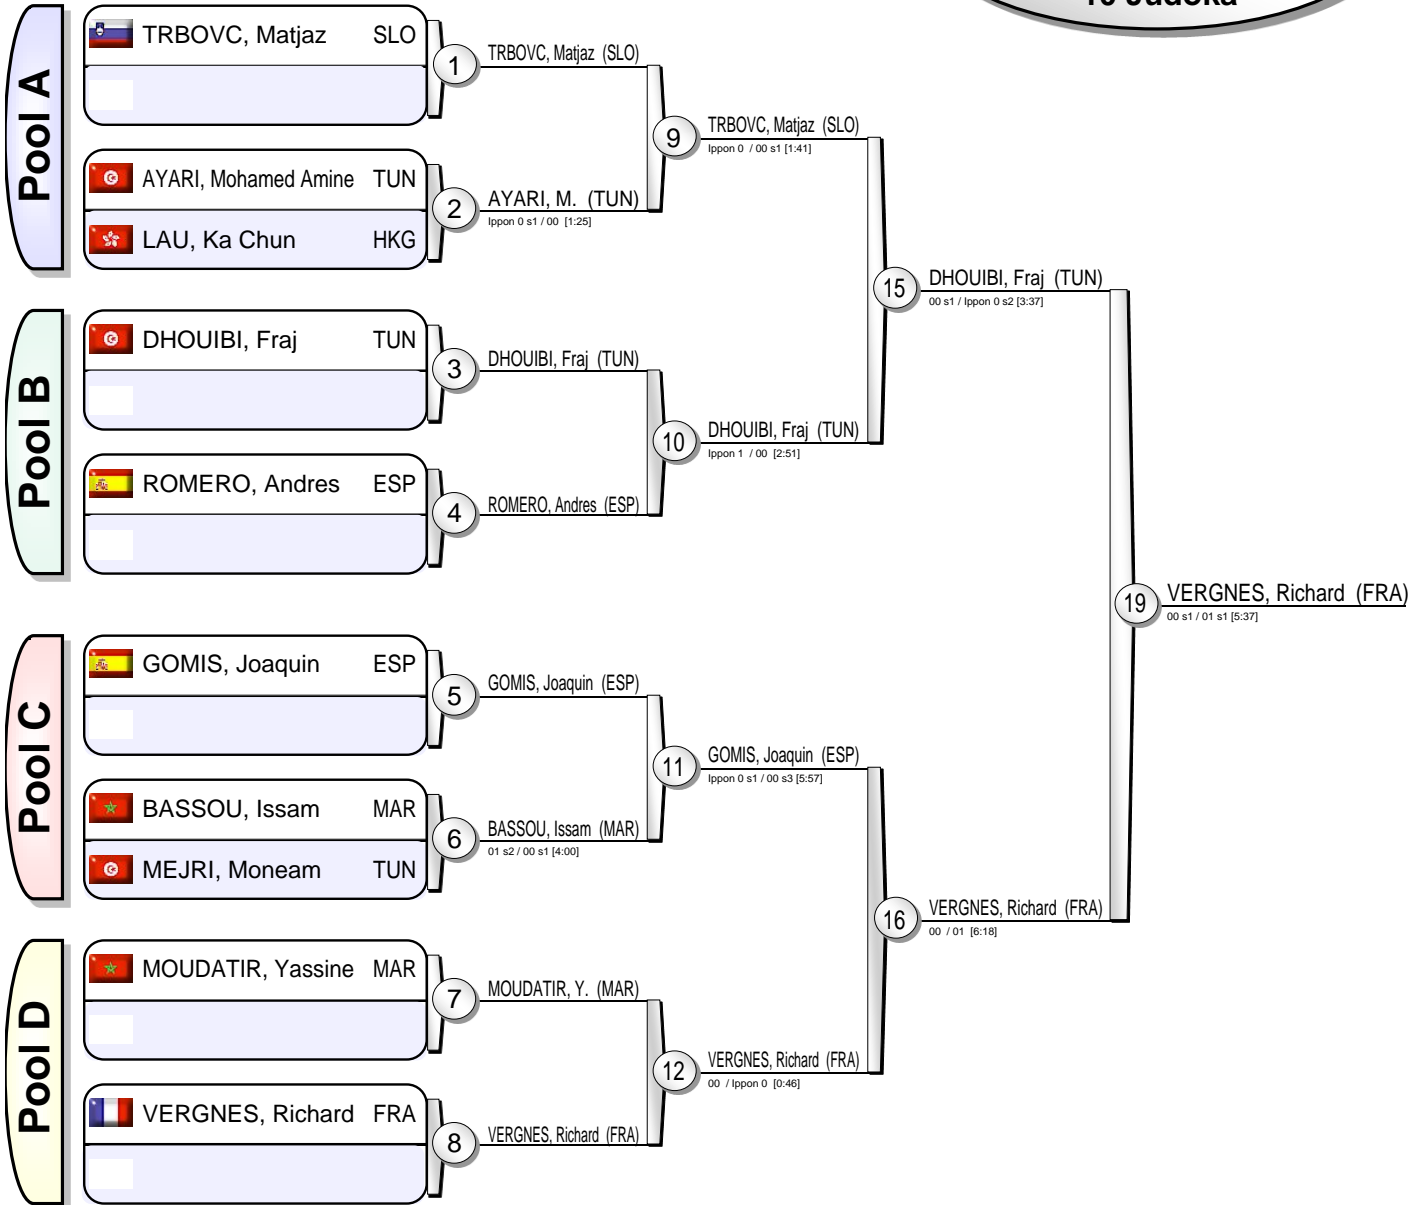 10 Judoka
Pool A
TRBOVC, Matjaz SLO
1
TRBOVC, Matjaz (SLO)
AYARI, Mohamed Amine TUN
LAU, Ka Chun HKG
2
AYARI, M. (TUN)
Ippon 0 s1 / 00 [1:25]
9
TRBOVC, Matjaz (SLO)
Ippon 0 / 00 s1 [1:41]
Pool B
DHOUIBI, Fraj TUN
3
DHOUIBI, Fraj (TUN)
ROMERO, Andres ESP
4
ROMERO, Andres (ESP)
10
DHOUIBI, Fraj (TUN)
Ippon 1 / 00 [2:51]
15
DHOUIBI, Fraj (TUN)
00 s1 / Ippon 0 s2 [3:37]
Pool C
GOMIS, Joaquin ESP
5
GOMIS, Joaquin (ESP)
BASSOU, Issam MAR
MEJRI, Moneam TUN
6
BASSOU, Issam (MAR)
01 s2 / 00 s1 [4:00]
11
GOMIS, Joaquin (ESP)
Ippon 0 s1 / 00 s3 [5:57]
Pool D
MOUDATIR, Yassine MAR
7
MOUDATIR, Y. (MAR)
VERGNES, Richard FRA
8
VERGNES, Richard (FRA)
12
VERGNES, Richard (FRA)
00 / Ippon 0 [0:46]
16
VERGNES, Richard (FRA)
00 / 01 [6:18]
19
VERGNES, Richard (FRA)
00 s1 / 01 s1 [5:37]